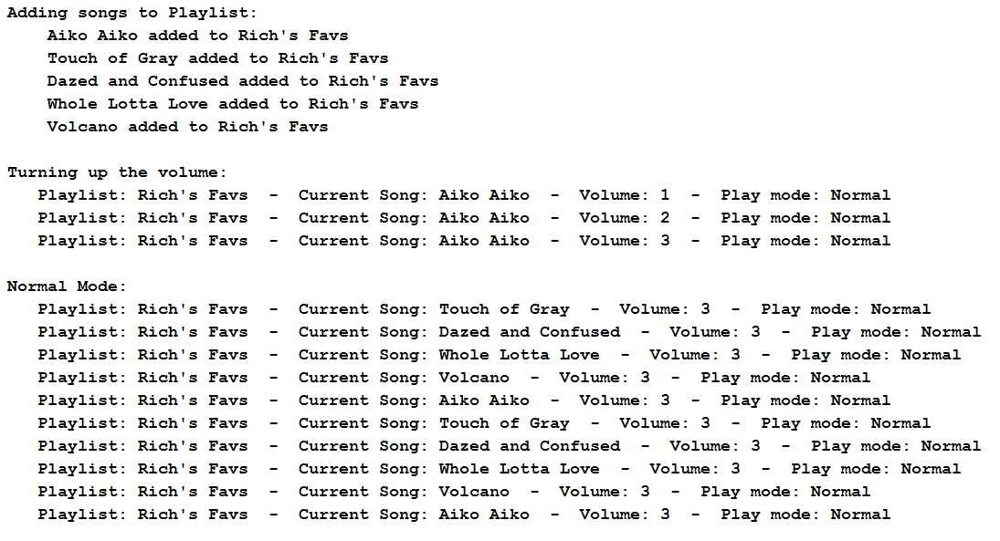 Adding songs to Playlist:
    Aiko Aiko added to Rich's Favs
    Touch of Gray added to Rich's Favs
    Dazed and Confused added to Rich's Favs
    Whole Lotta Love added to Rich's Favs
    Volcano added to Rich's Favs

Turning up the volume:
   Playlist: Rich's Favs  -  Current Song: Aiko Aiko  -  Volume: 1  -  Play mode: Normal
   Playlist: Rich's Favs  -  Current Song: Aiko Aiko  -  Volume: 2  -  Play mode: Normal
   Playlist: Rich's Favs  -  Current Song: Aiko Aiko  -  Volume: 3  -  Play mode: Normal

Normal Mode:
   Playlist: Rich's Favs  -  Current Song: Touch of Gray  -  Volume: 3  -  Play mode: Normal
   Playlist: Rich's Favs  -  Current Song: Dazed and Confused  -  Volume: 3  -  Play mode: Normal
   Playlist: Rich's Favs  -  Current Song: Whole Lotta Love  -  Volume: 3  -  Play mode: Normal
   Playlist: Rich's Favs  -  Current Song: Volcano  -  Volume: 3  -  Play mode: Normal
   Playlist: Rich's Favs  -  Current Song: Aiko Aiko  -  Volume: 3  -  Play mode: Normal
   Playlist: Rich's Favs  -  Current Song: Touch of Gray  -  Volume: 3  -  Play mode: Normal
   Playlist: Rich's Favs  -  Current Song: Dazed and Confused  -  Volume: 3  -  Play mode: Normal
   Playlist: Rich's Favs  -  Current Song: Whole Lotta Love  -  Volume: 3  -  Play mode: Normal
   Playlist: Rich's Favs  -  Current Song: Volcano  -  Volume: 3  -  Play mode: Normal
   Playlist: Rich's Favs  -  Current Song: Aiko Aiko  -  Volume: 3  -  Play mode: Normal